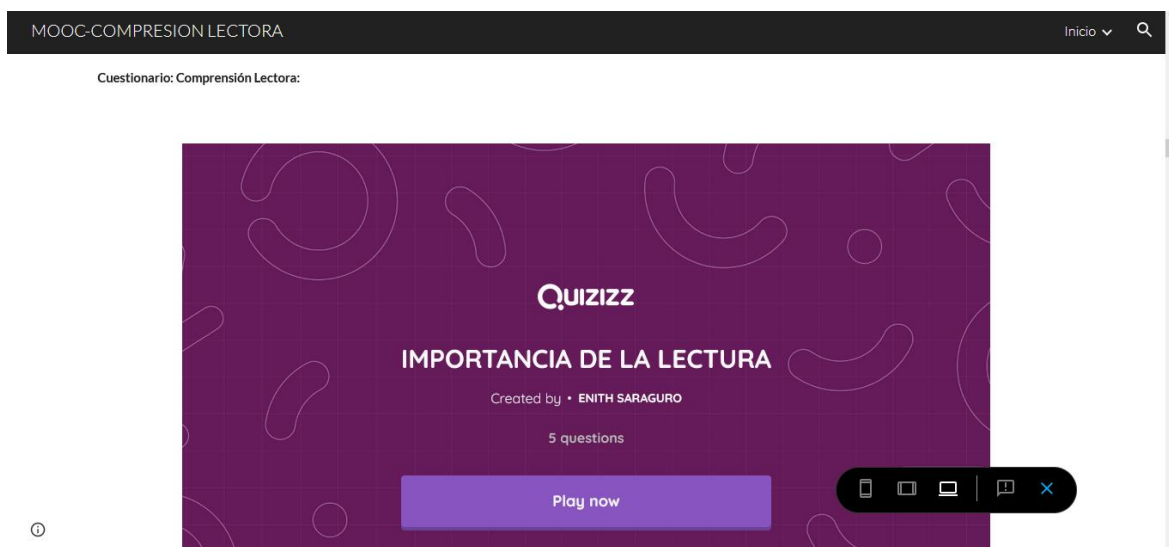 MOOC-COMPRESION LECTORA
Inicio
Cuestionario: Comprensión Lectora:
Quizizz
IMPORTANCIA DE LA LECTURA
Created by • ENITH SARAGURO
5 questions
Play now